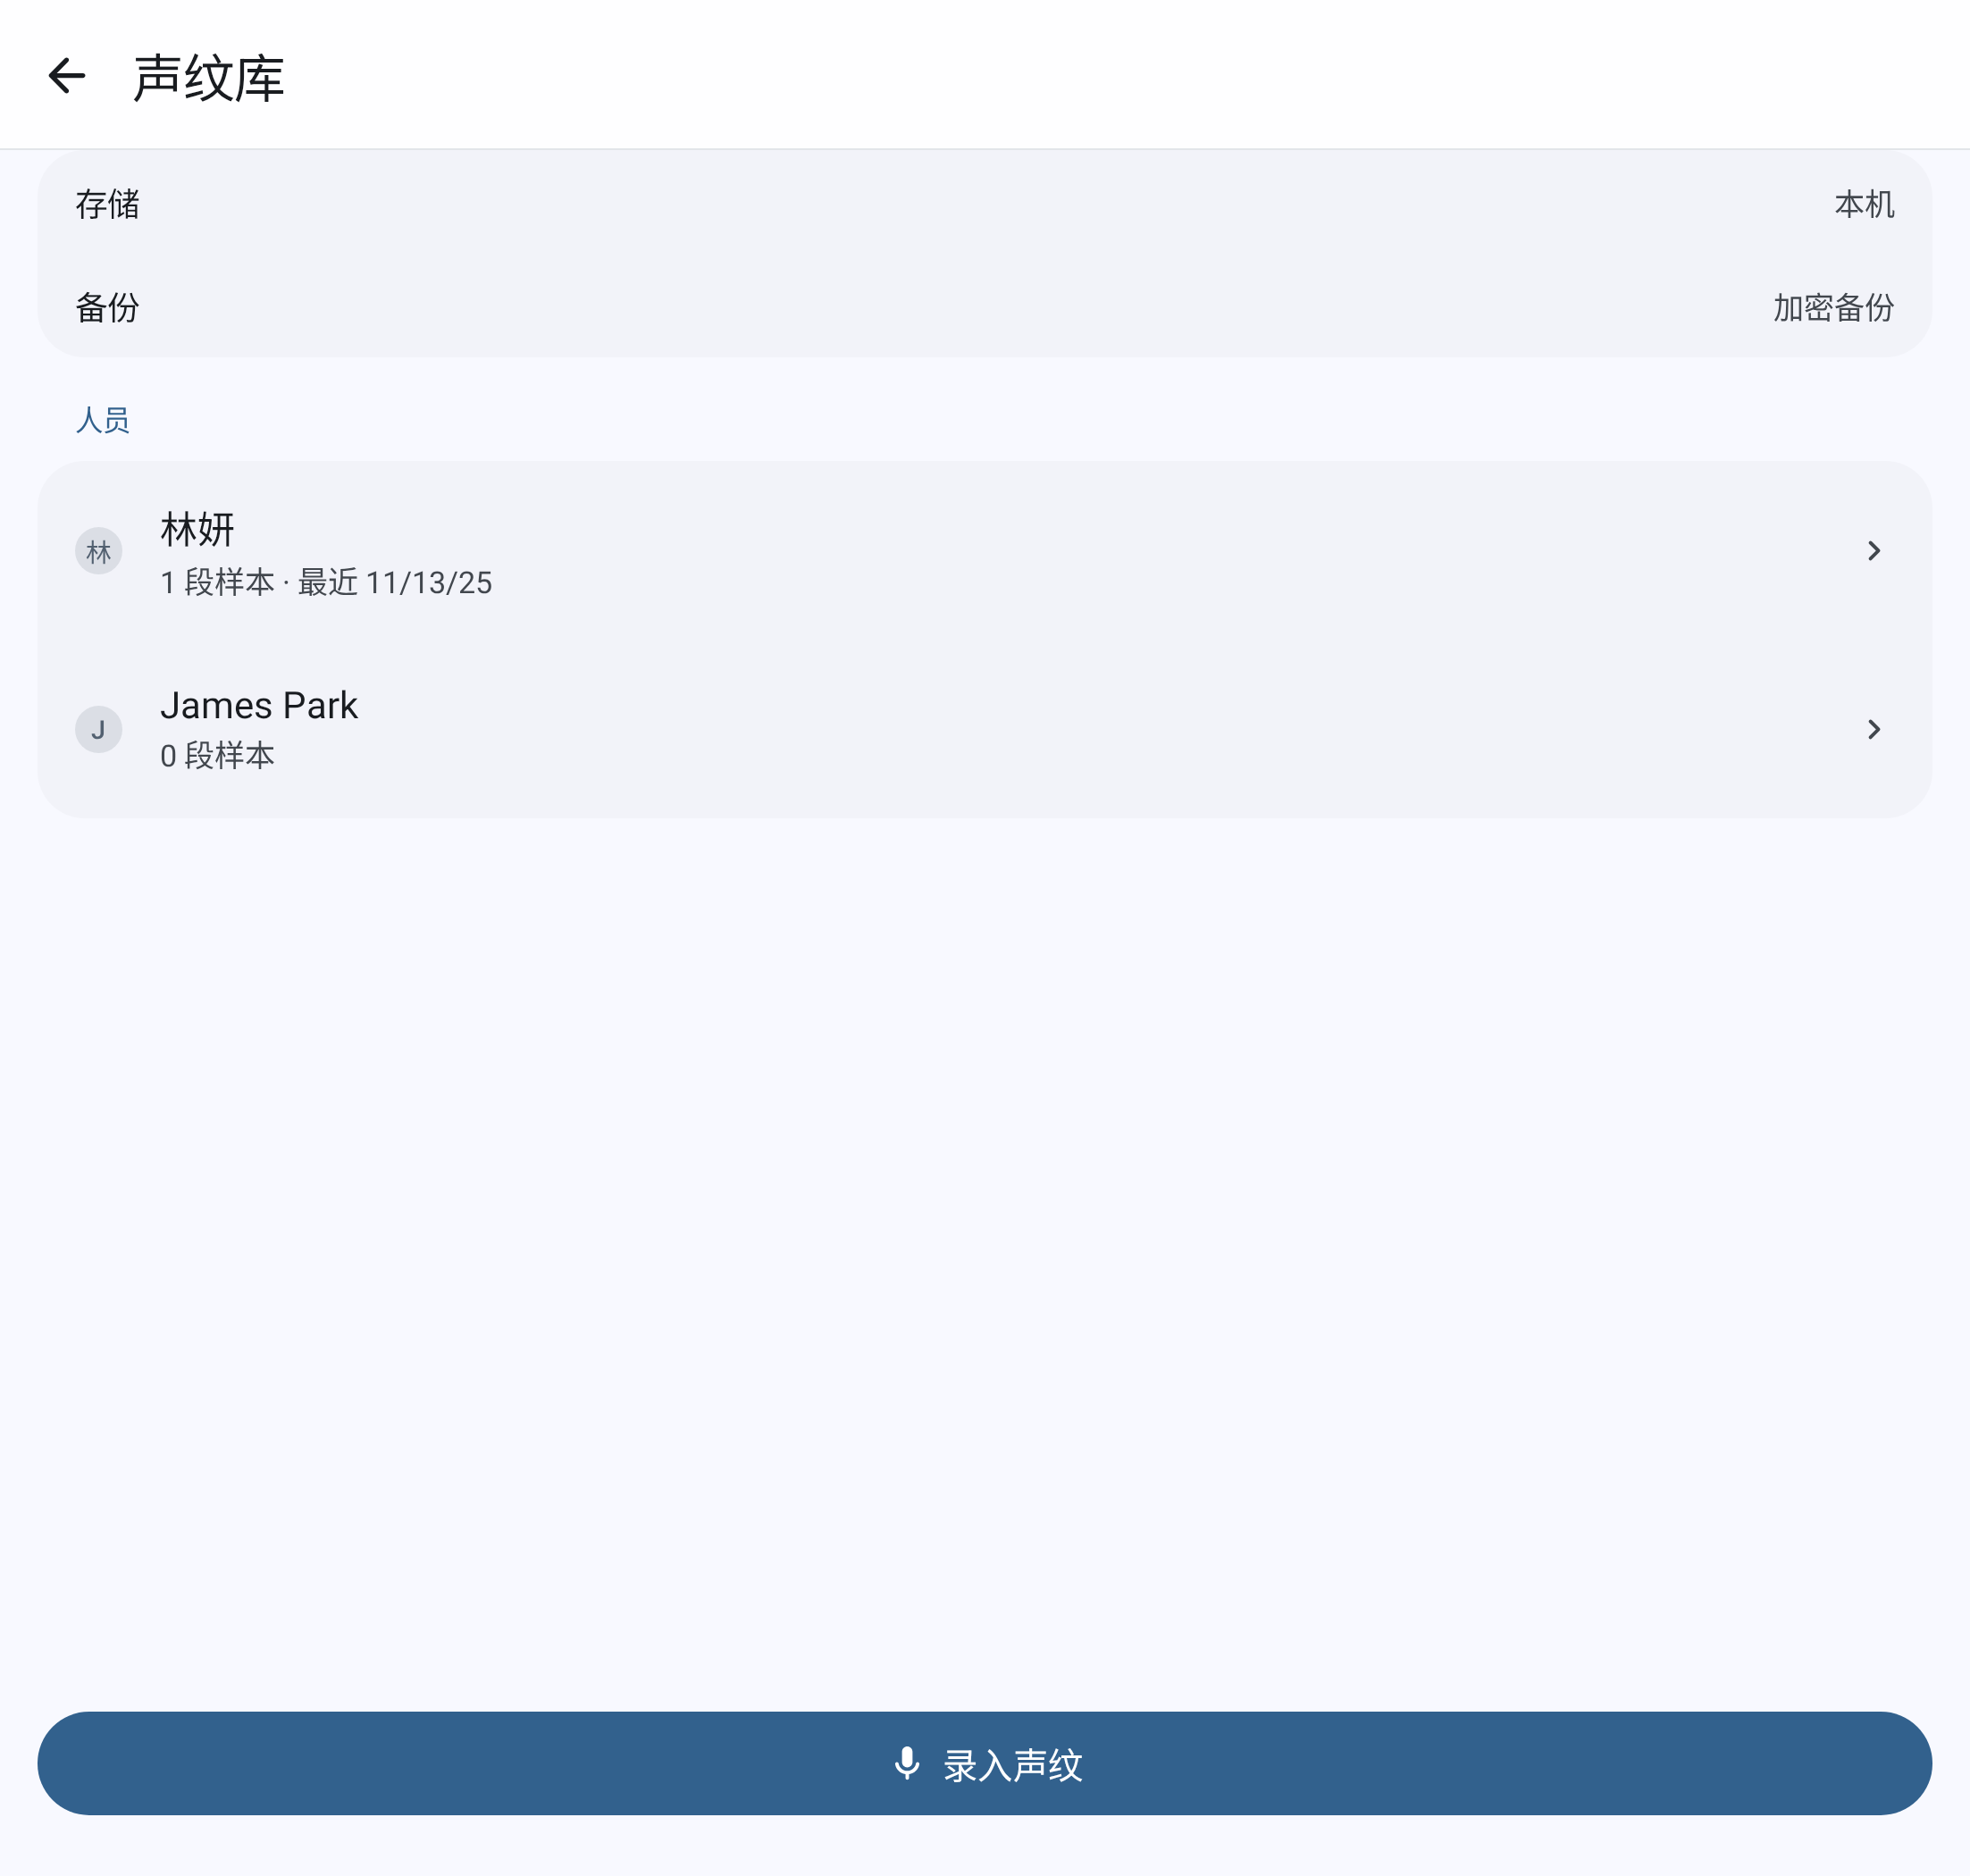 声纹库
存储
本机
备份
加密备份
人员
林
林妍
1 段样本 · 最近 11/13/25
J
James Park
0 段样本
录入声纹